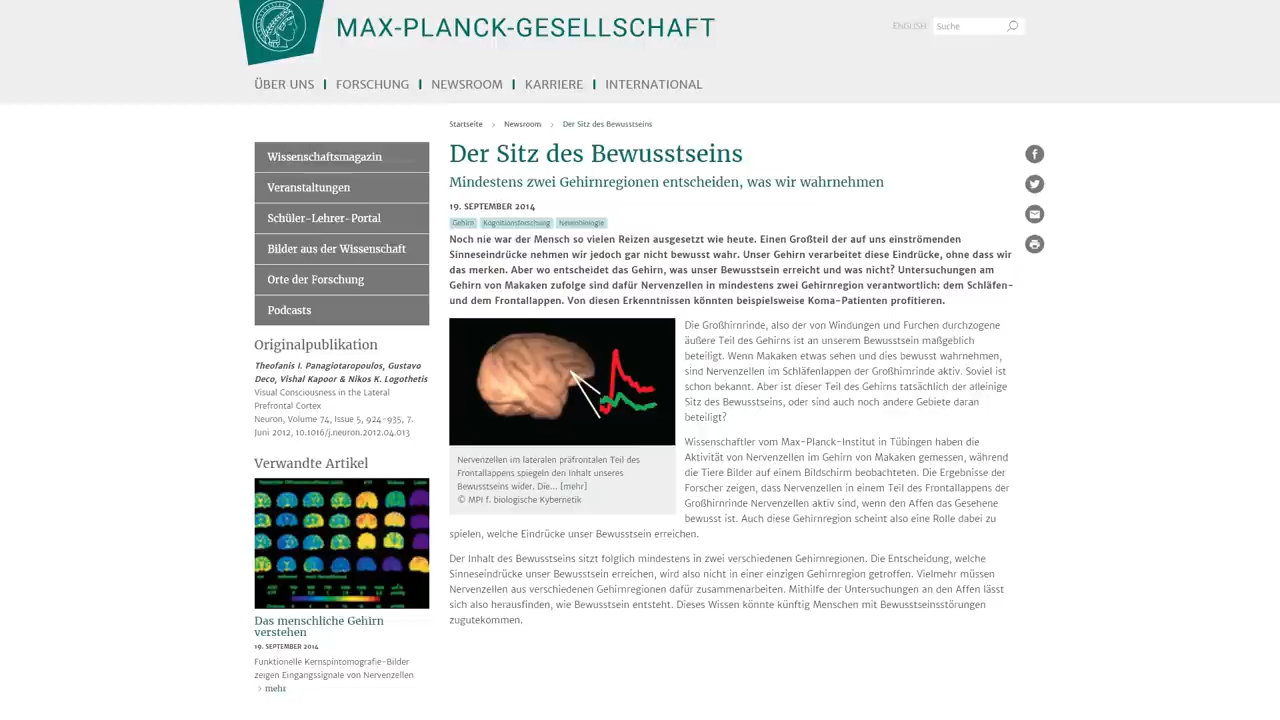 MAX-PLANCK-GESELLSCHAFT
ENGLISH
Suche
ÜBER UNS
FORSCHUNG
NEWSROOM
KARRIERE
INTERNATIONAL
Startseite > Newsroom > Der Sitz des Bewusstseins
Wissenschaftsmagazin
Veranstaltungen
Schüler-Lehrer-Portal
Bilder aus der Wissenschaft
Orte der Forschung
Podcasts
Originalpublikation
Theofanis I. Panagiotaropoulos, Gustavo
Deco, Vishal Kapoor & Nikos K. Logothetis
Visual Consciousness in the Lateral
Prefrontal Cortex
Neuron, Volume 74, Issue 5, 924-935, 7.
Juni 2012, 10.1016/j.neuron.2012.04.013
Verwandte Artikel
Das menschliche Gehirn
verstehen
19. SEPTEMBER 2014
Funktionelle Kernspintomografie-Bilder
zeigen Eingangssignale von Nervenzellen
> mehr
Der Sitz des Bewusstseins
Mindestens zwei Gehirnregionen entscheiden, was wir wahrnehmen
19. SEPTEMBER 2014
Gehirn Kognitionsforschung Neurobiologie
Noch nie war der Mensch so vielen Reizen ausgesetzt wie heute. Einen Großteil der auf uns einströmenden
Sinneseindrücke nehmen wir jedoch gar nicht bewusst wahr. Unser Gehirn verarbeitet diese Eindrücke, ohne dass wir
das merken. Aber wo entscheidet das Gehirn, was unser Bewusstsein erreicht und was nicht? Untersuchungen am
Gehirn von Makaken zufolge sind dafür Nervenzellen in mindestens zwei Gehirnregion verantwortlich: dem Schläfen-
und dem Frontallappen. Von diesen Erkenntnissen könnten beispielsweise Koma-Patienten profitieren.
Nervenzellen im lateralen präfrontalen Teil des
Frontallappens spiegeln den Inhalt unseres
Bewusstseins wider. Die... [mehr]
© MPI f. biologische Kybernetik
Die Großhirnrinde, also der von Windungen und Furchen durchzogene
äußere Teil des Gehirns ist an unserem Bewusstsein maßgeblich
beteiligt. Wenn Makaken etwas sehen und dies bewusst wahrnehmen,
sind Nervenzellen im Schläfenlappen der Großhirnrinde aktiv. Soviel ist
schon bekannt. Aber ist dieser Teil des Gehirns tatsächlich der alleinige
Sitz des Bewusstseins, oder sind auch noch andere Gebiete daran
beteiligt?
Wissenschaftler vom Max-Planck-Institut in Tübingen haben die
Aktivität von Nervenzellen im Gehirn von Makaken gemessen, während
die Tiere Bilder auf einem Bildschirm beobachteten. Die Ergebnisse der
Forscher zeigen, dass Nervenzellen in einem Teil des Frontallappens der
Großhirnrinde Nervenzellen aktiv sind, wenn den Affen das Gesehene
bewusst ist. Auch diese Gehirnregion scheint also eine Rolle dabei zu
spielen, welche Eindrücke unser Bewusstsein erreichen.
Der Inhalt des Bewusstseins sitzt folglich mindestens in zwei verschiedenen Gehirnregionen. Die Entscheidung, welche
Sinneseindrücke unser Bewusstsein erreichen, wird also nicht in einer einzigen Gehirnregion getroffen. Vielmehr müssen
Nervenzellen aus verschiedenen Gehirnregionen dafür zusammenarbeiten. Mithilfe der Untersuchungen an den Affen lässt
sich also herausfinden, wie Bewusstsein entsteht. Dieses Wissen könnte künftig Menschen mit Bewusstseinsstörungen
zugutekommen.